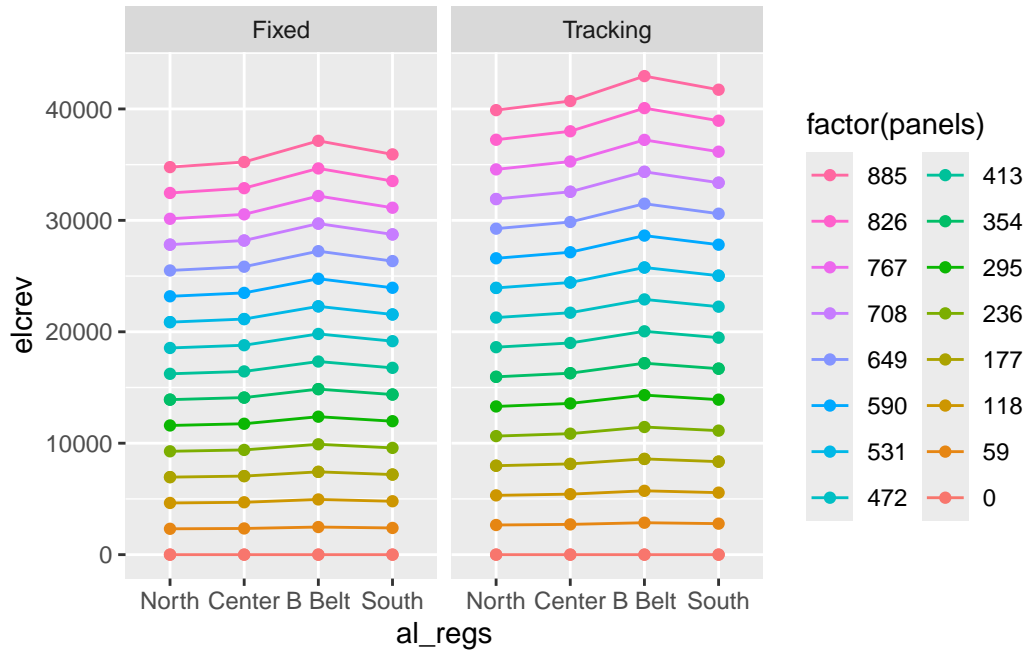 Fixed Tracking
40000
30000
20000
10000
0
elcrev
North Center B Belt South North Center B Belt South
al_regs
factor(panels)
885 413
826 354
767 295
708 236
649 177
590 118
531 59
472 0